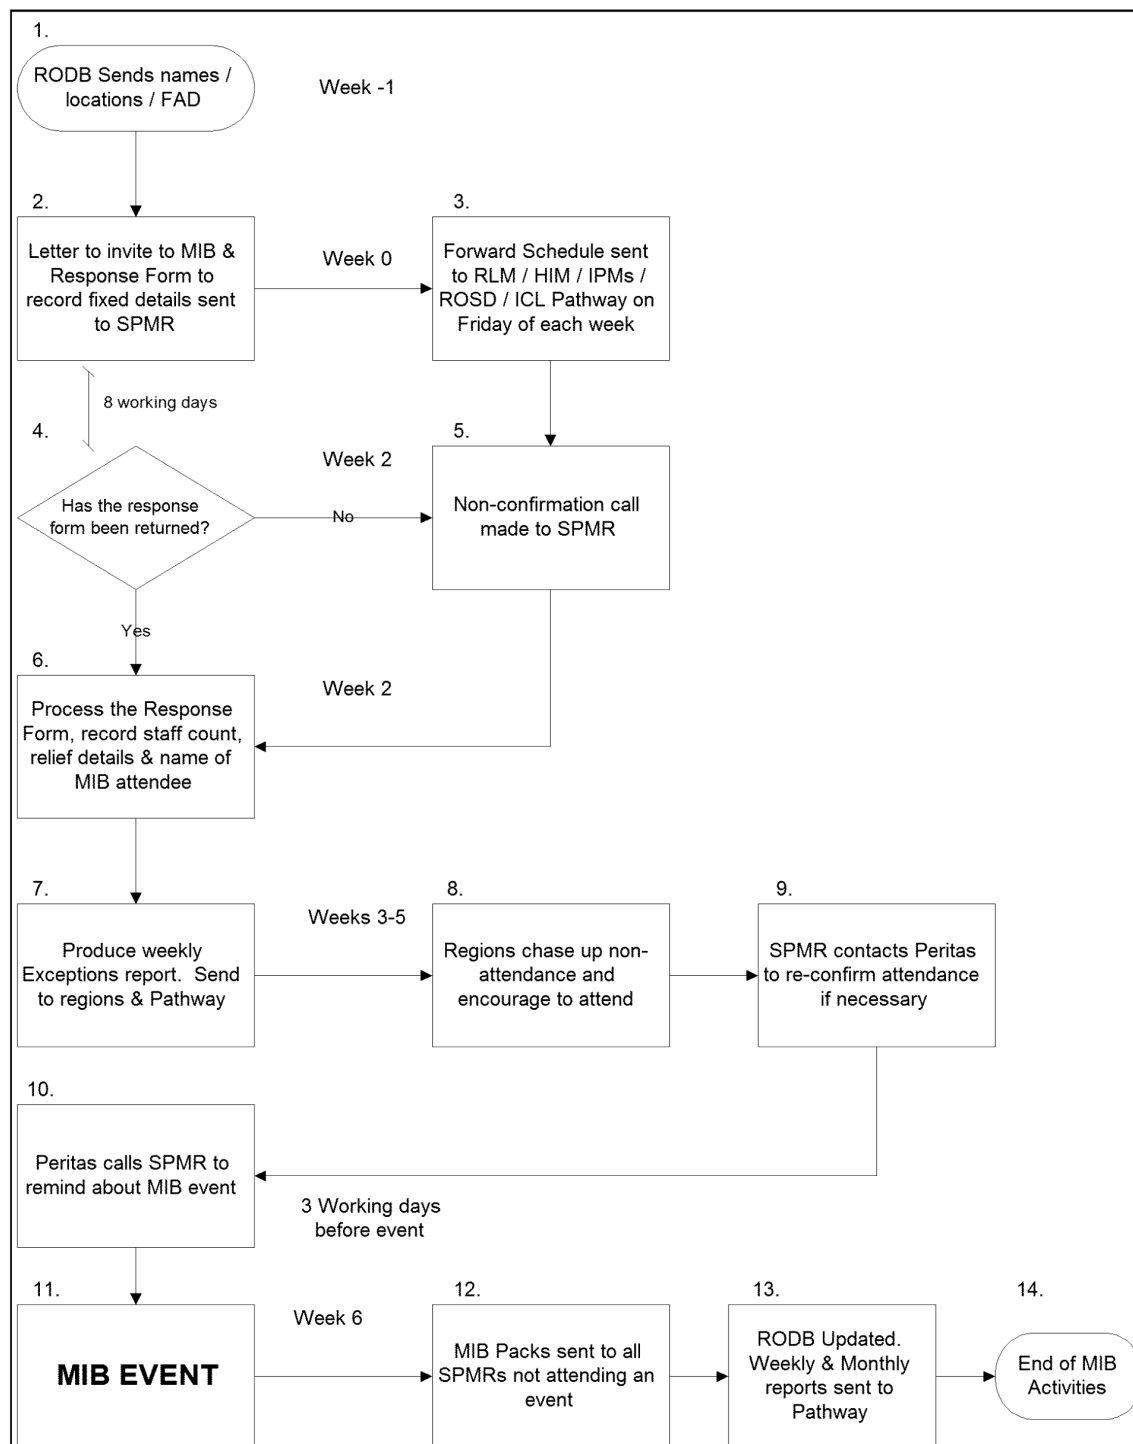 1.
RODB Sends names /
locations / FAD
Week -1
2.
Letter to invite to MIB &
Response Form to
record fixed details sent
to SPMR
Week 0
3.
Forward Schedule sent
to RLM / HIM / IPMs /
ROSD / ICL Pathway on
Friday of each week
8 working days
4.
Has the response
form been returned?
Week 2
No
5.
Non-confirmation call
made to SPMR
Yes
6.
Process the Response
Form, record staff count,
relief details & name of
MIB attendee
Week 2
7.
Produce weekly
Exceptions report.  Send
to regions & Pathway
Weeks 3-5
8.
Regions chase up non-
attendance and
encourage to attend
9.
SPMR contacts Peritas
to re-confirm attendance
if necessary
10.
Peritas calls SPMR to
remind about MIB event
3 Working days
before event
11.
MIB EVENT
Week 6
12.
MIB Packs sent to all
SPMRs not attending an
event
13.
RODB Updated.
Weekly & Monthly
reports sent to
Pathway
14.
End of MIB
Activities